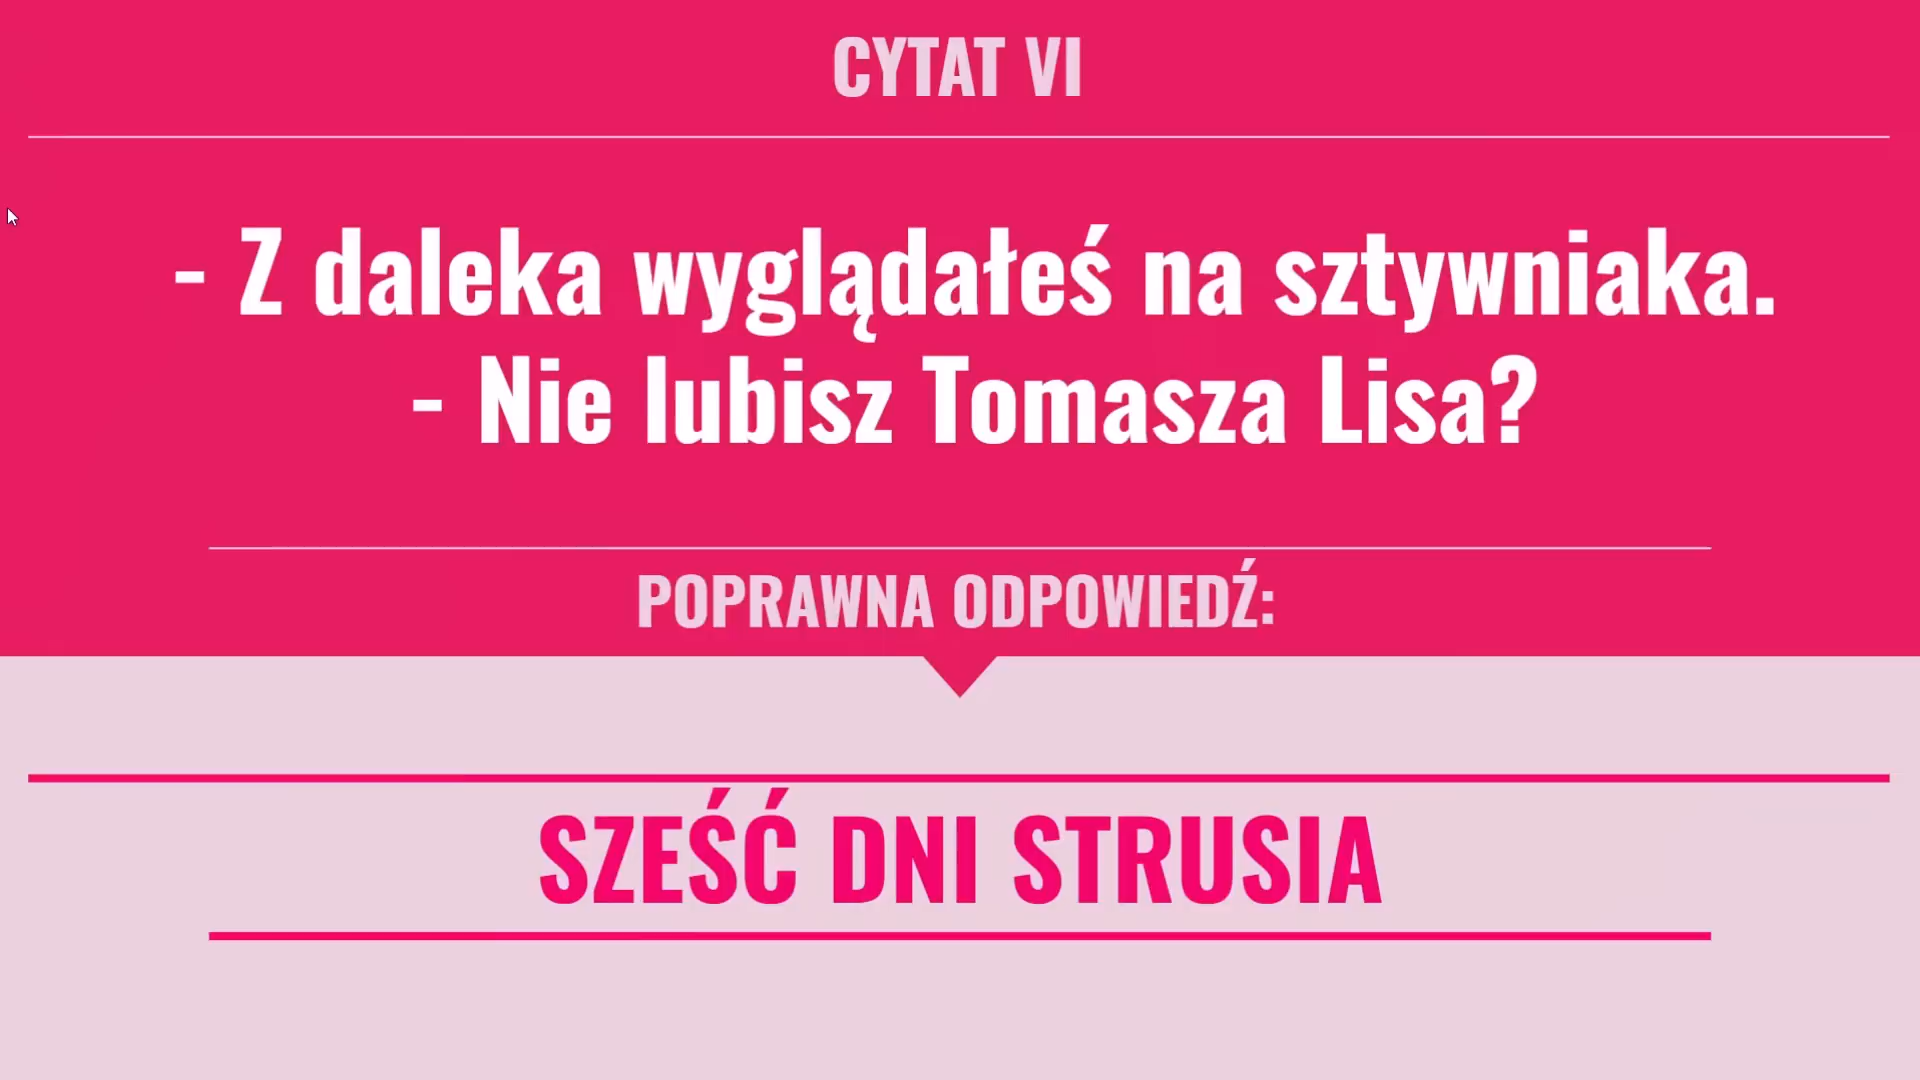 CYTAT VI
- Z daleka wyglądałeś na sztywniaka.
- Nie lubisz Tomasza Lisa?
POPRAWNA ODPOWIEDŹ:
SZEŚĆ DNI STRUSIA